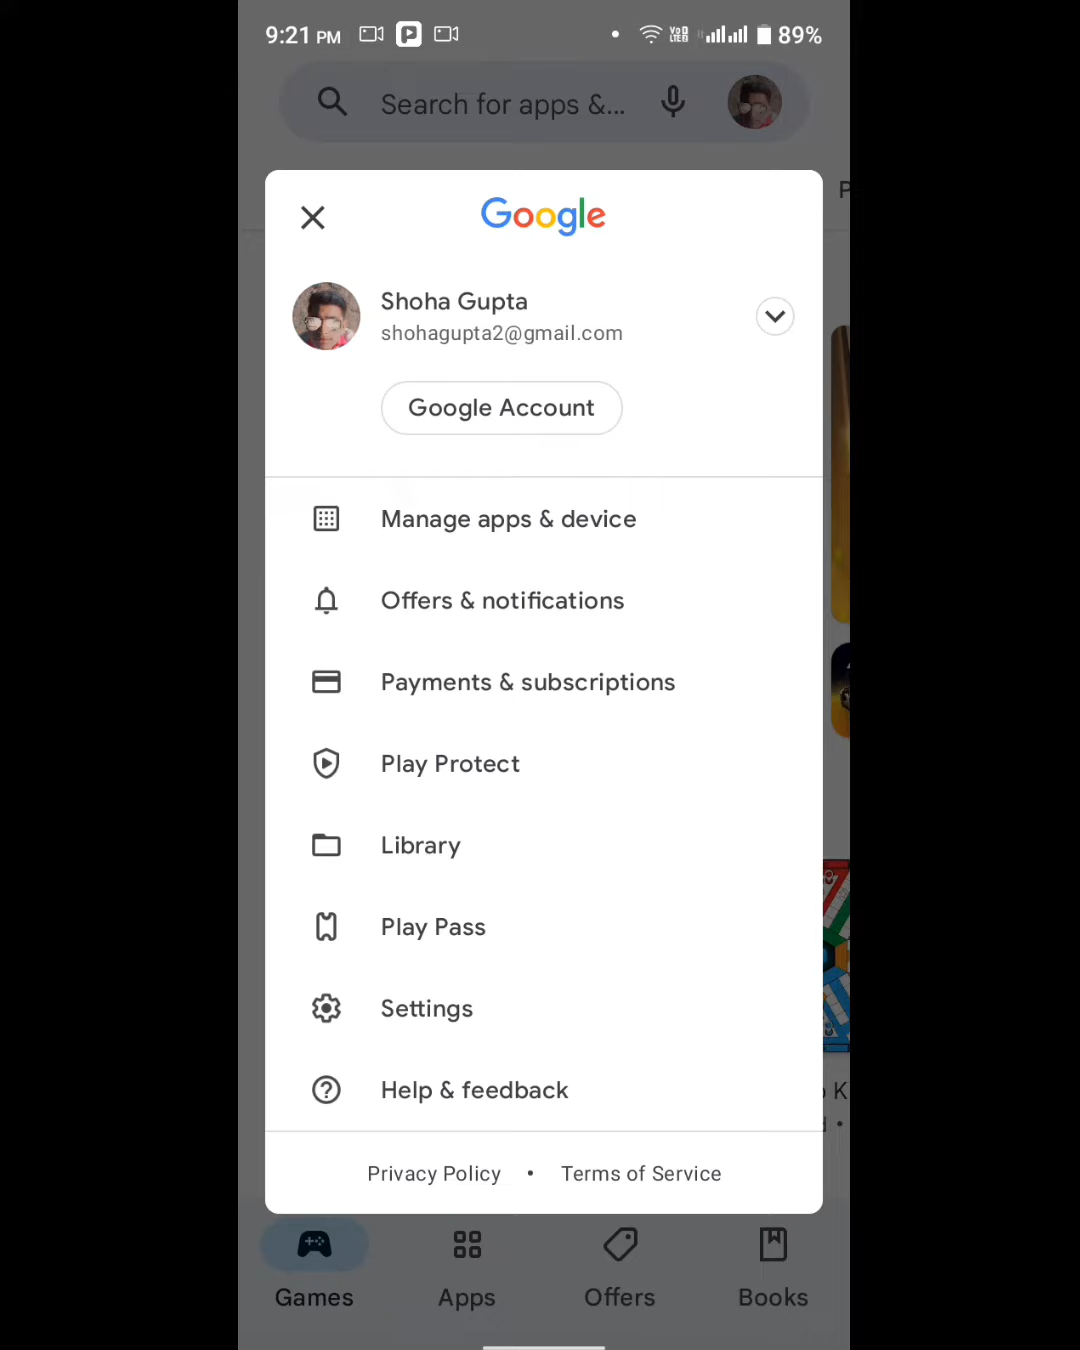 9:21 PM 89%
Search for apps &...
P
Google
Shoha Gupta
shohagupta2@gmail.com
Google Account
Manage apps & device
Offers & notifications
Payments & subscriptions
Play Protect
Library
Play Pass
Settings
Help & feedback
K
Privacy Policy • Terms of Service
Games Apps Offers Books